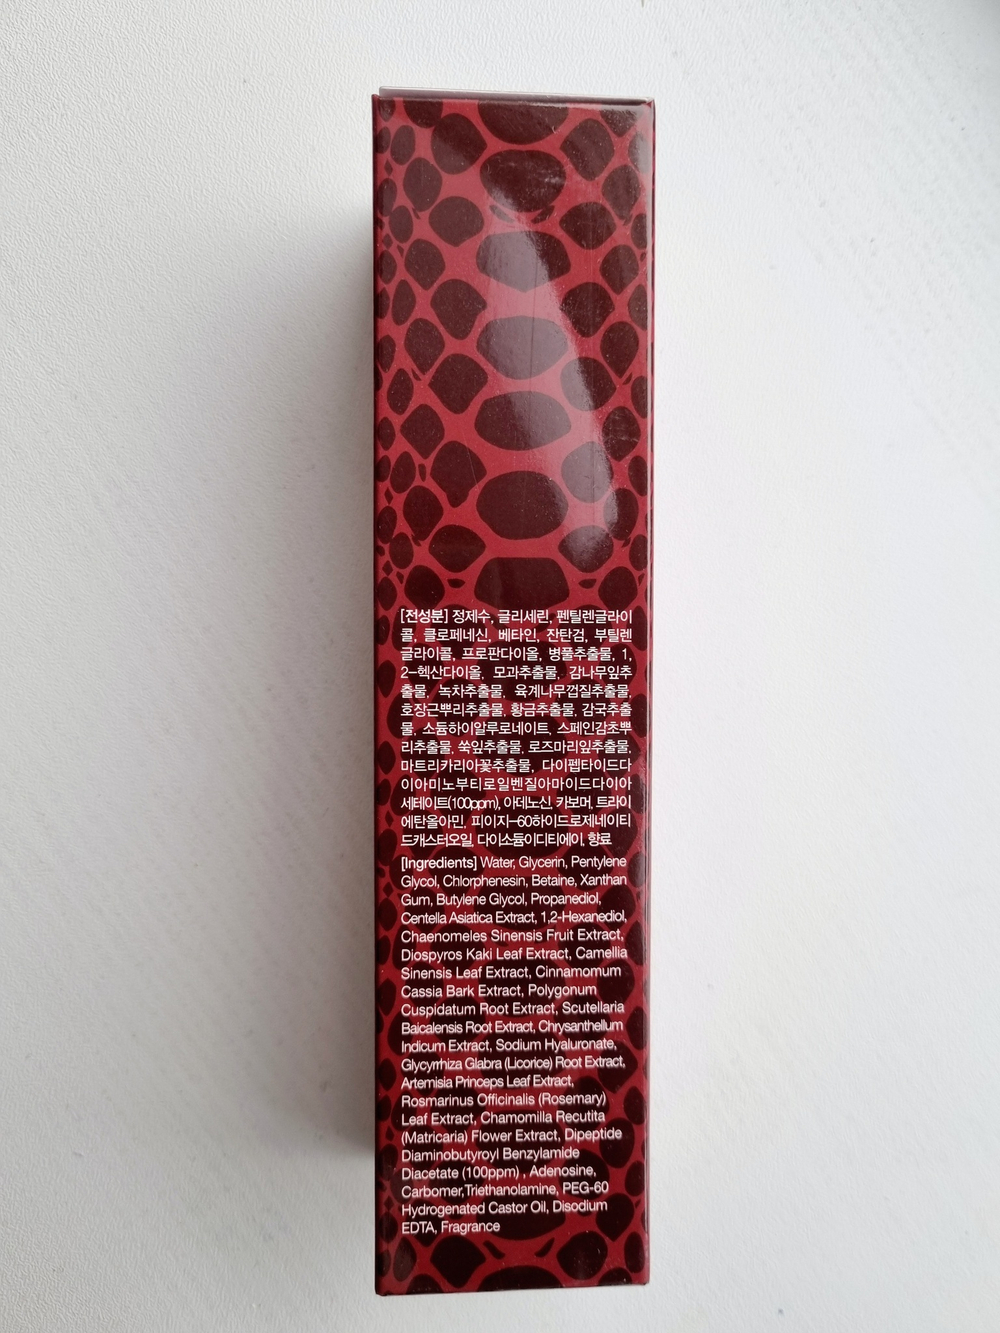 [전성분] 정제수, 글리세린, 펜틸렌글라이
콜, 클로페네신, 베타인, 잔탄검, 부틸렌
글라이콜, 프로판다이올, 병풀추출물, 1,
2-헥산다이올, 모과추출물, 감나무잎추
출물, 녹차추출물, 육계나무껍질추출물,
호장근뿌리추출물, 황금추출물, 감국추출
물, 소듐하이알루로네이트, 스페인감초뿌
리추출물, 쑥잎추출물, 로즈마리잎추출물,
마트리카리아꽃추출물, 다이펩타이드다
이아미노부티로일벤질아마이드다이아
세테이트(100ppm), 아데노신, 카보머, 트라이
에탄올아민, 피이지-60하이드로제네이티
드캐스터오일, 다이소듐이디티에이, 향료
[Ingredients] Water, Glycerin, Pentylene
Glycol, Chlorphenesin, Betaine, Xanthan
Gum, Butylene Glycol, Propanediol,
Centella Asiatica Extract, 1,2-Hexanediol,
Chaenomeles Sinensis Fruit Extract,
Diospyros Kaki Leaf Extract, Camellia
Sinensis Leaf Extract, Cinnamomum
Cassia Bark Extract, Polygonum
Cuspidatum Root Extract, Scutellaria
Baicalensis Root Extract, Chrysanthellum
Indicum Extract, Sodium Hyaluronate,
Glycyrrhiza Glabra (Licorice) Root Extract,
Artemisia Princeps Leaf Extract,
Rosmarinus Officinalis (Rosemary)
Leaf Extract, Chamomilla Recutita
(Matricaria) Flower Extract, Dipeptide
Diaminobutyroyl Benzylamide
Diacetate (100ppm) , Adenosine,
Carbomer,Triethanolamine, PEG-60
Hydrogenated Castor Oil, Disodium
EDTA, Fragrance